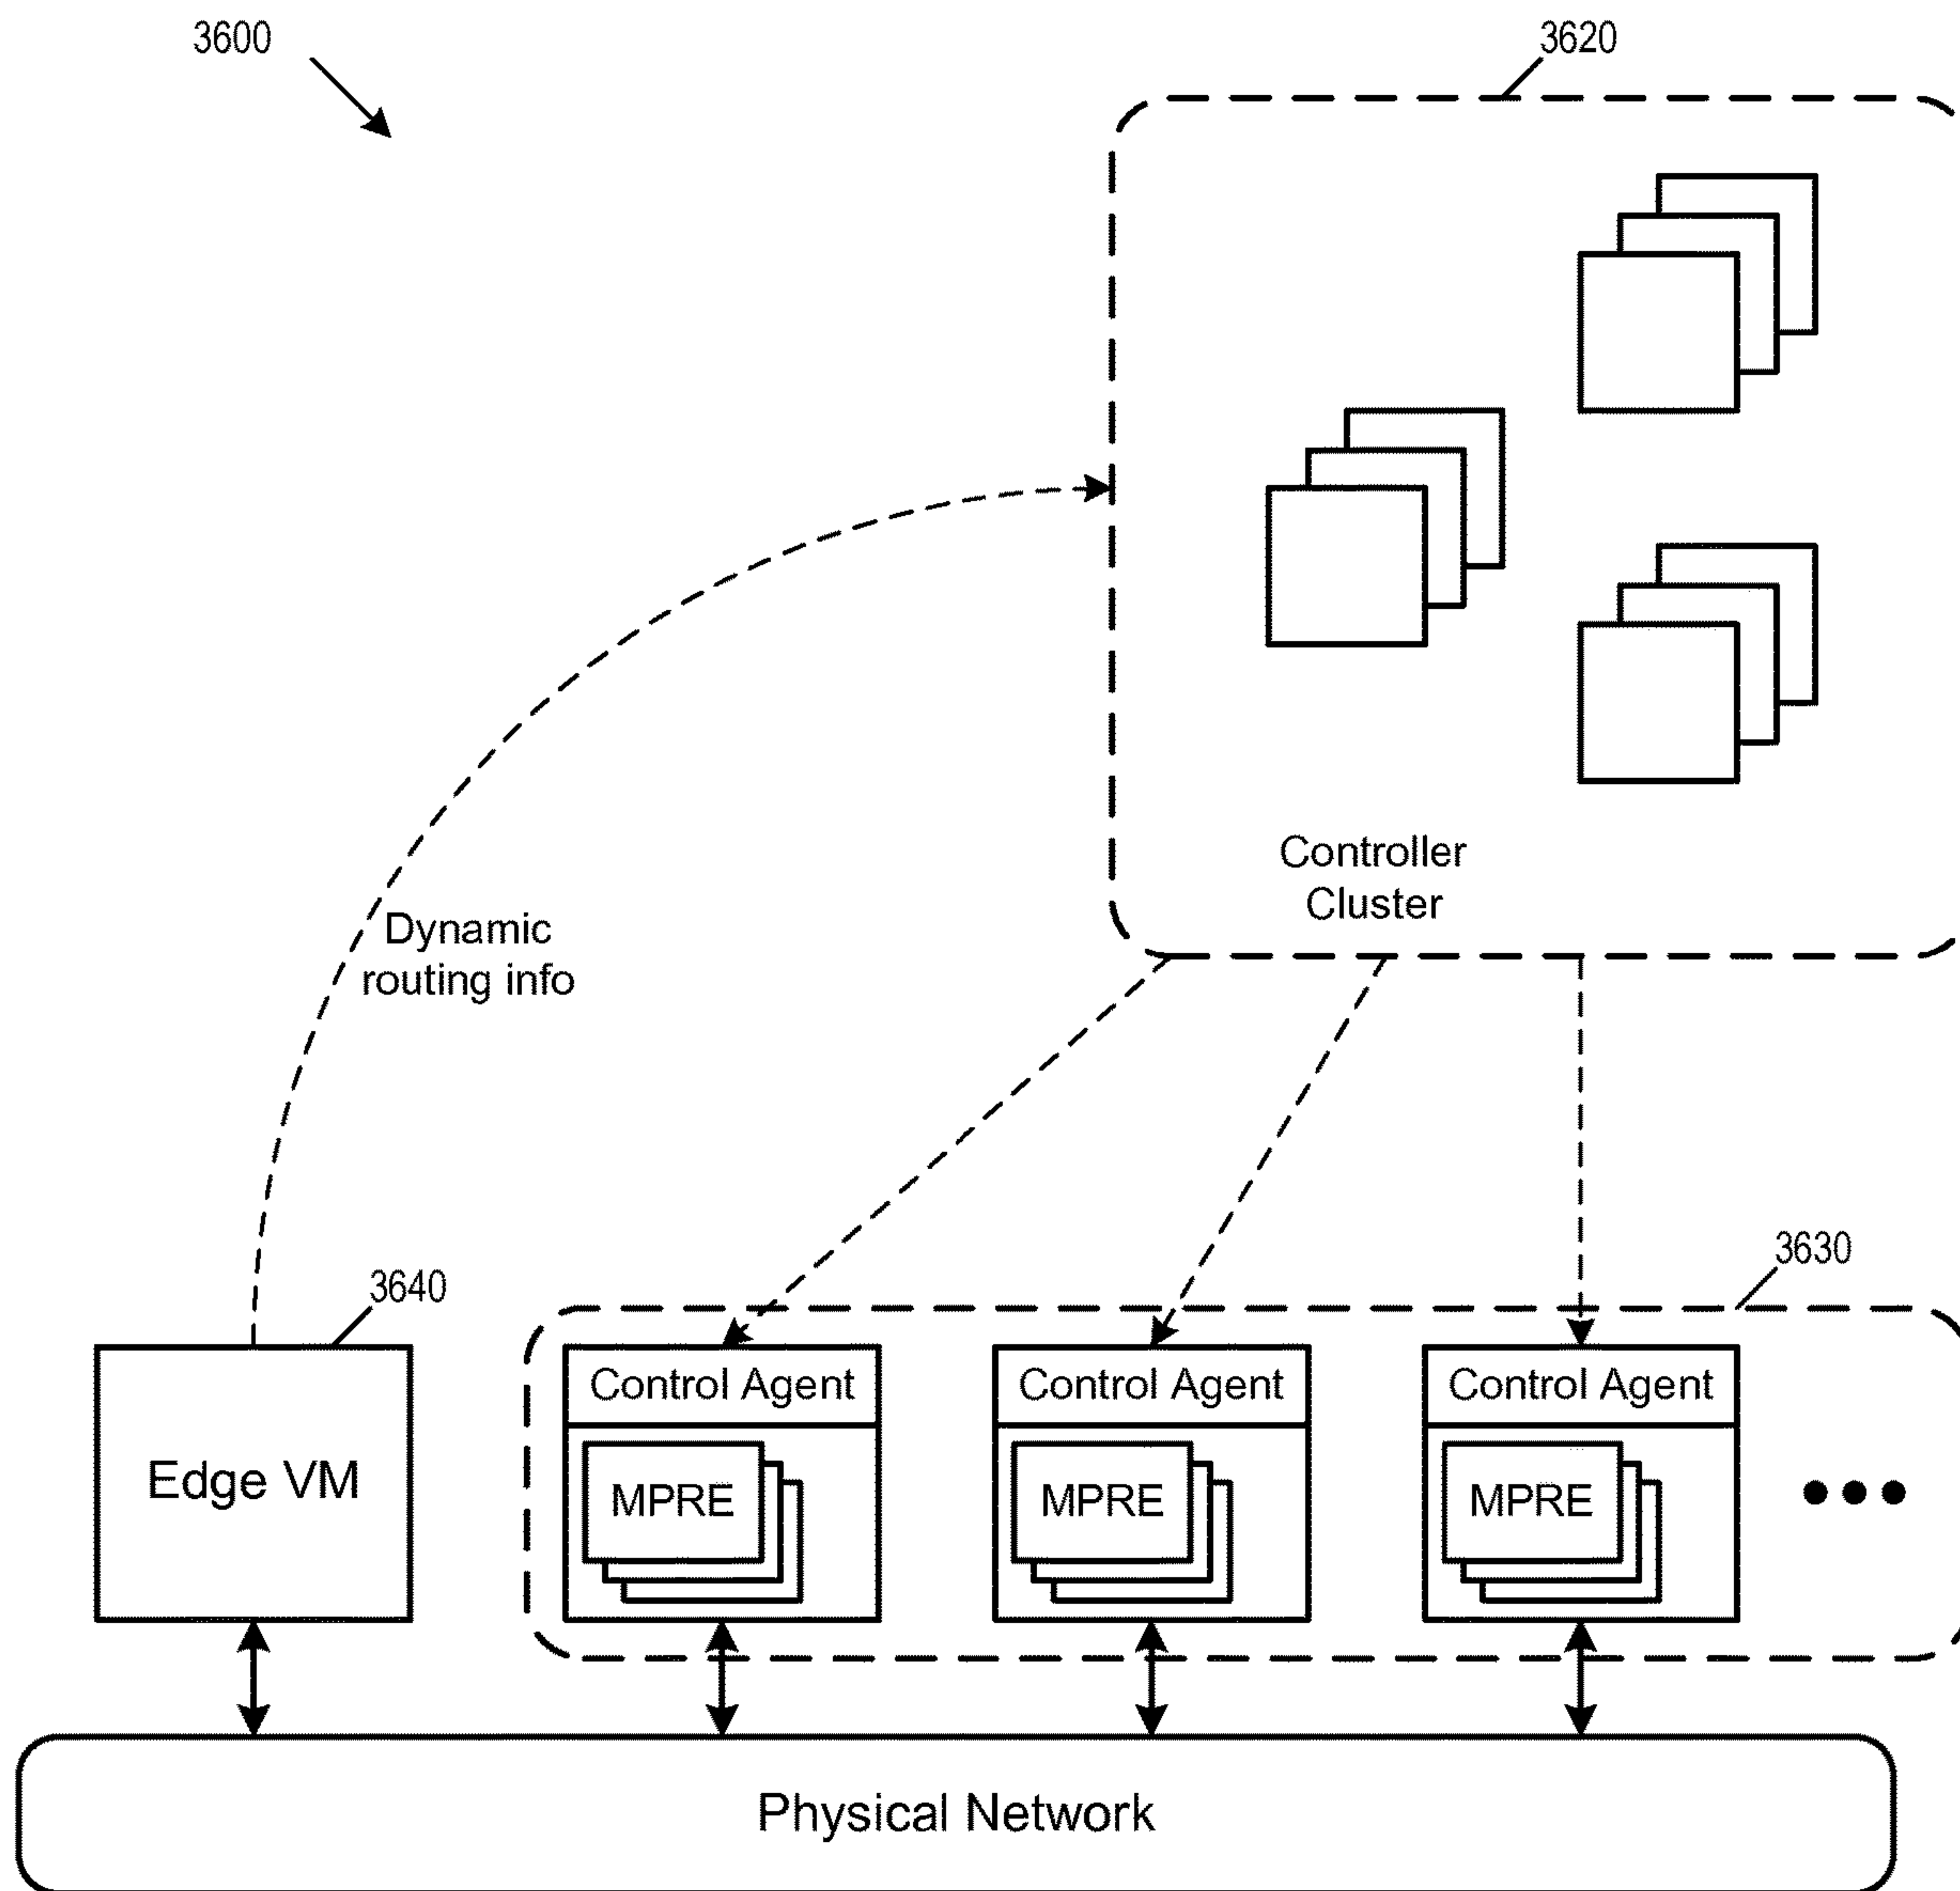 3600
3620
Controller
Cluster
Dynamic
routing info
3630
3640
Control Agent
Control Agent
Control Agent
Edge VM
MPRE
MPRE
MPRE
Physical Network